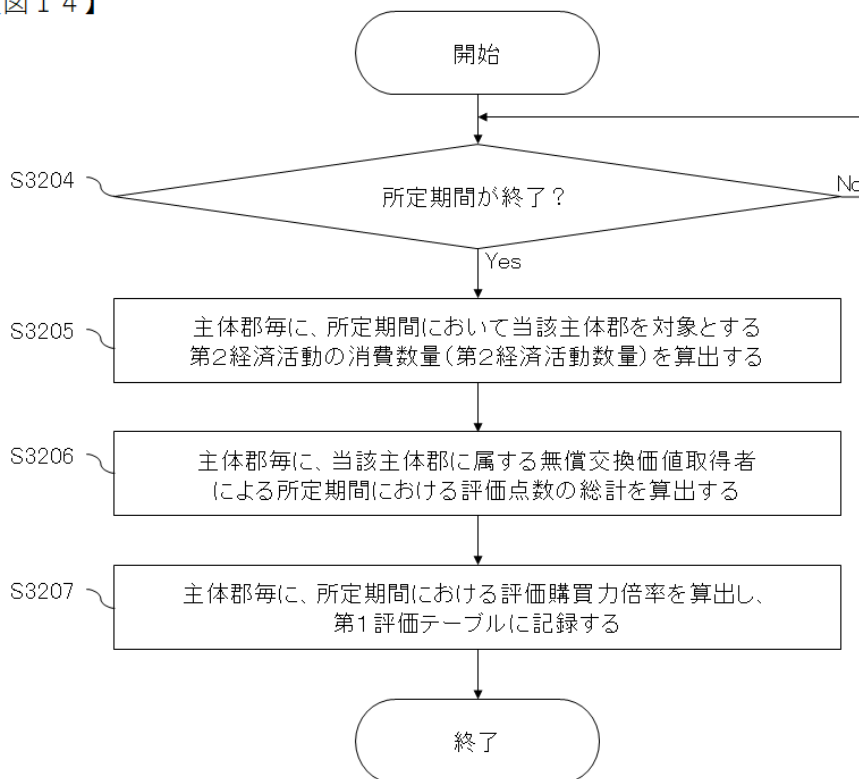 図１４】
開始
S3204
所定期間が終了？
No
Yes
S3205
主体郡毎に、所定期間において当該主体郡を対象とする
第2経済活動の消費数量(第2経済活動数量)を算出する
S3206
主体郡毎に、当該主体郡に属する無償交換価値取得者
による所定期間における評価点数の総計を算出する
S3207
主体郡毎に、所定期間における評価購買力倍率を算出し、
第1評価テーブルに記録する
終了